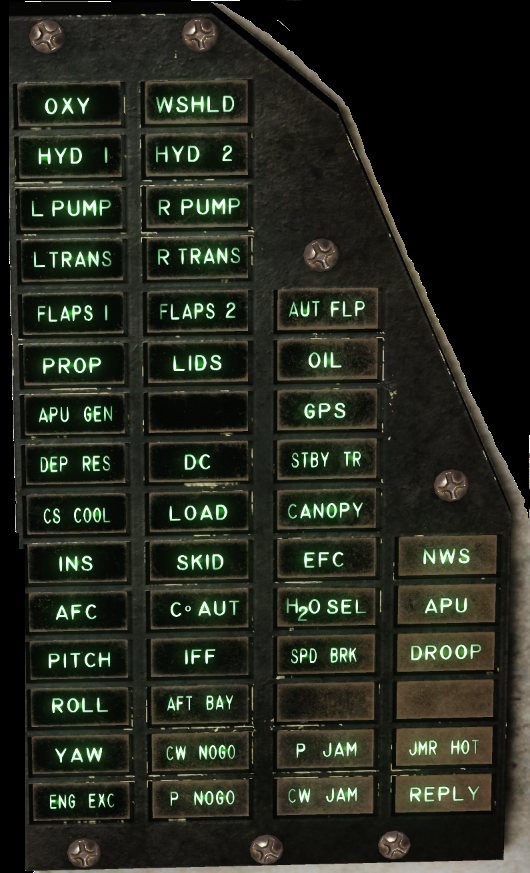 OXY WSHLD
HYD 1 HYD 2
L PUMP R PUMP
L TRANS R TRANS
FLAPS 1 FLAPS 2 AUT FLP
PROP LIDS OIL
APU GEN GPS
DEP RES DC STBY TR
CS COOL LOAD CANOPY
INS SKID EFC NWS
AFC C° AUT H₂O SEL APU
PITCH IFF SPD BRK DROOP
ROLL AFT BAY
YAW CW NOGO P JAM JMR HOT
ENG EXC P NOGO CW JAM REPLY